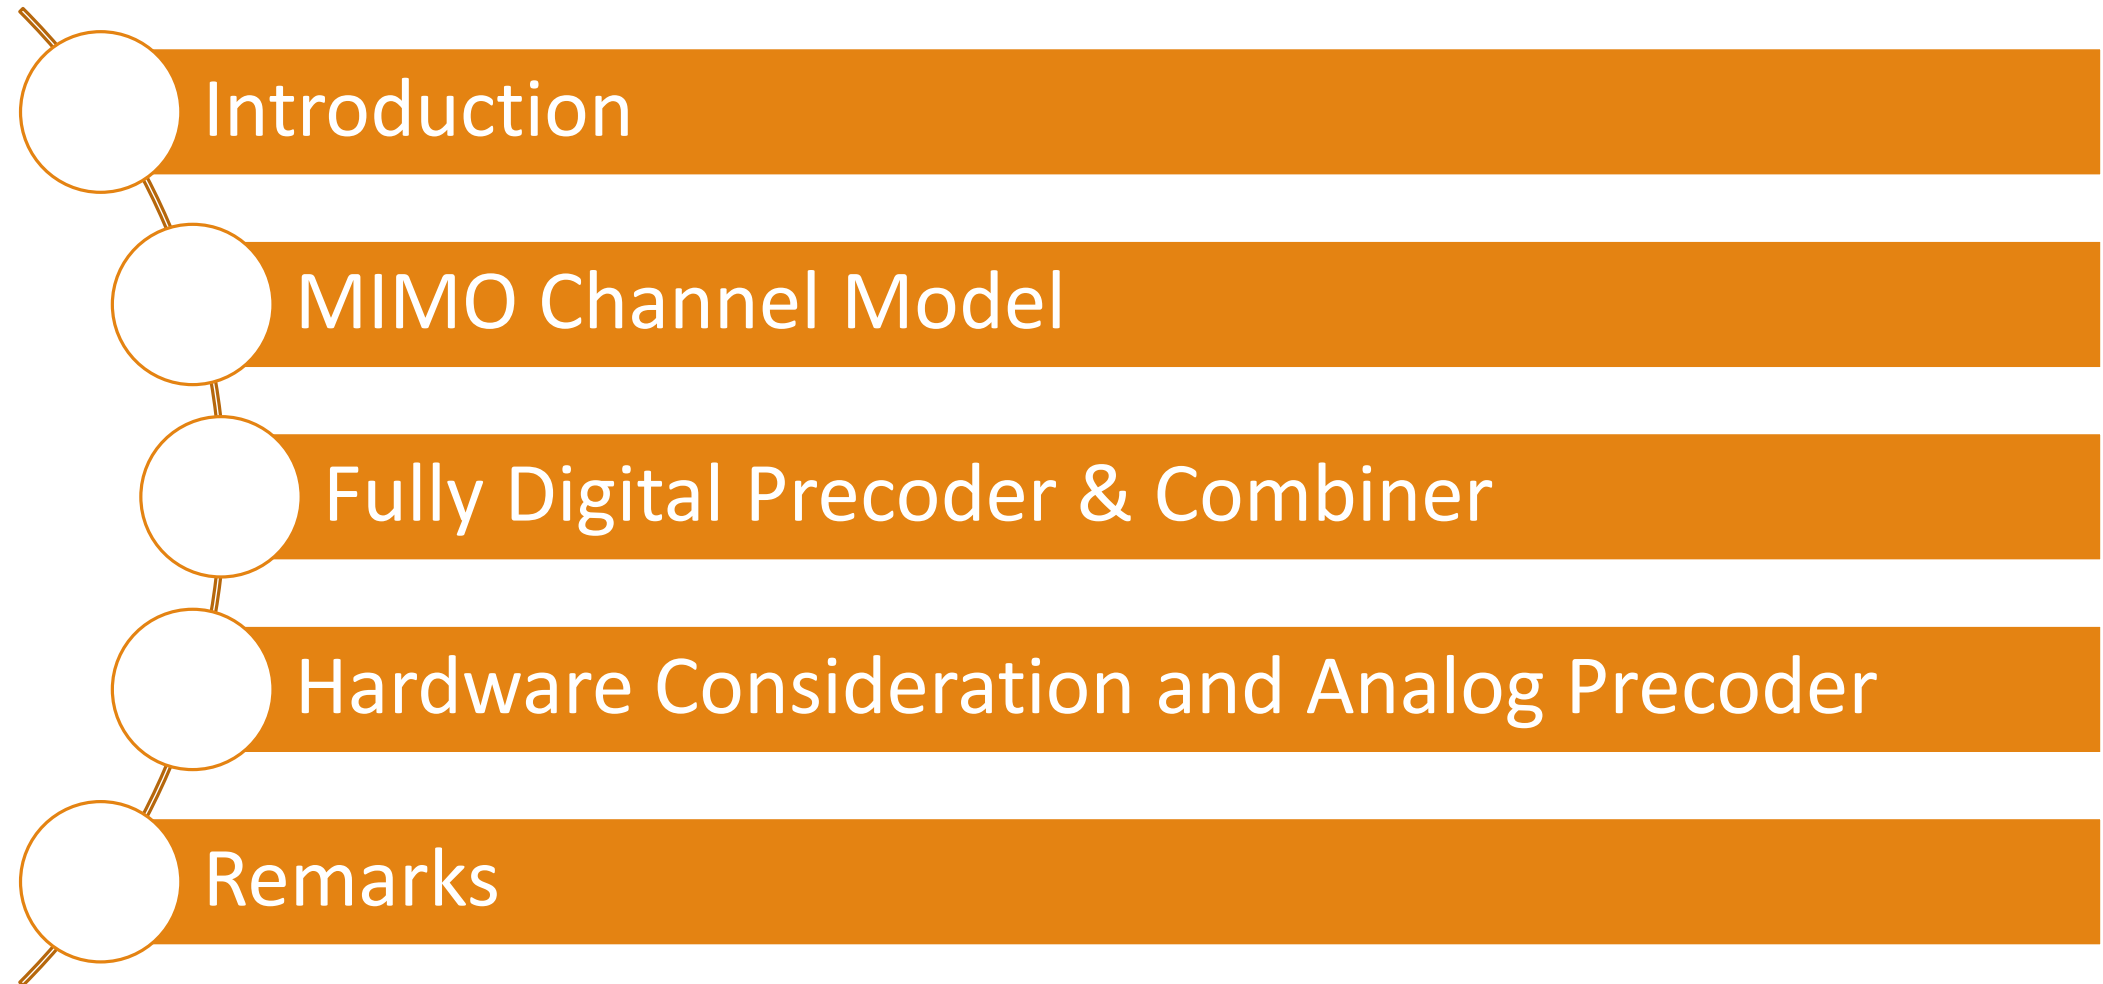 Introduction
MIMO Channel Model
Fully Digital Precoder & Combiner
Hardware Consideration and Analog Precoder
Remarks